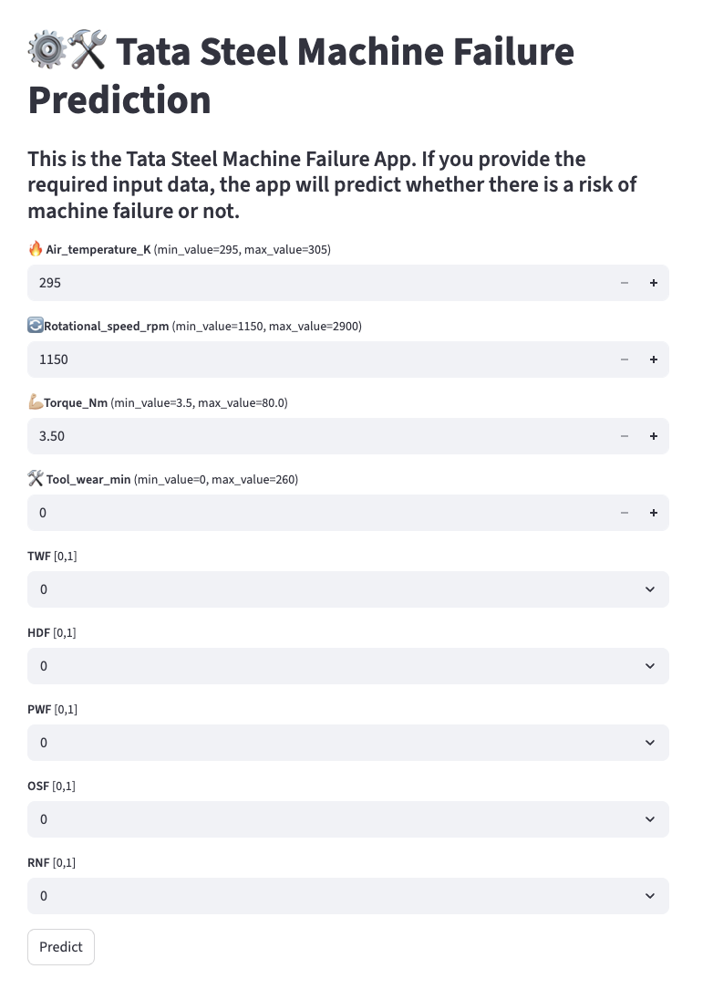 Tata Steel Machine Failure
Prediction
This is the Tata Steel Machine Failure App. If you provide the
required input data, the app will predict whether there is a risk of
machine failure or not.
Air_temperature_K (min_value=295, max_value=305)
295
Rotational_speed_rpm (min_value=1150, max_value=2900)
1150
Torque_Nm (min_value=3.5, max_value=80.0)
3.50
Tool_wear_min (min_value=0, max_value=260)
0
TWF [0,1]
0
HDF [0,1]
0
PWF [0,1]
0
OSF [0,1]
0
RNF [0,1]
0
Predict